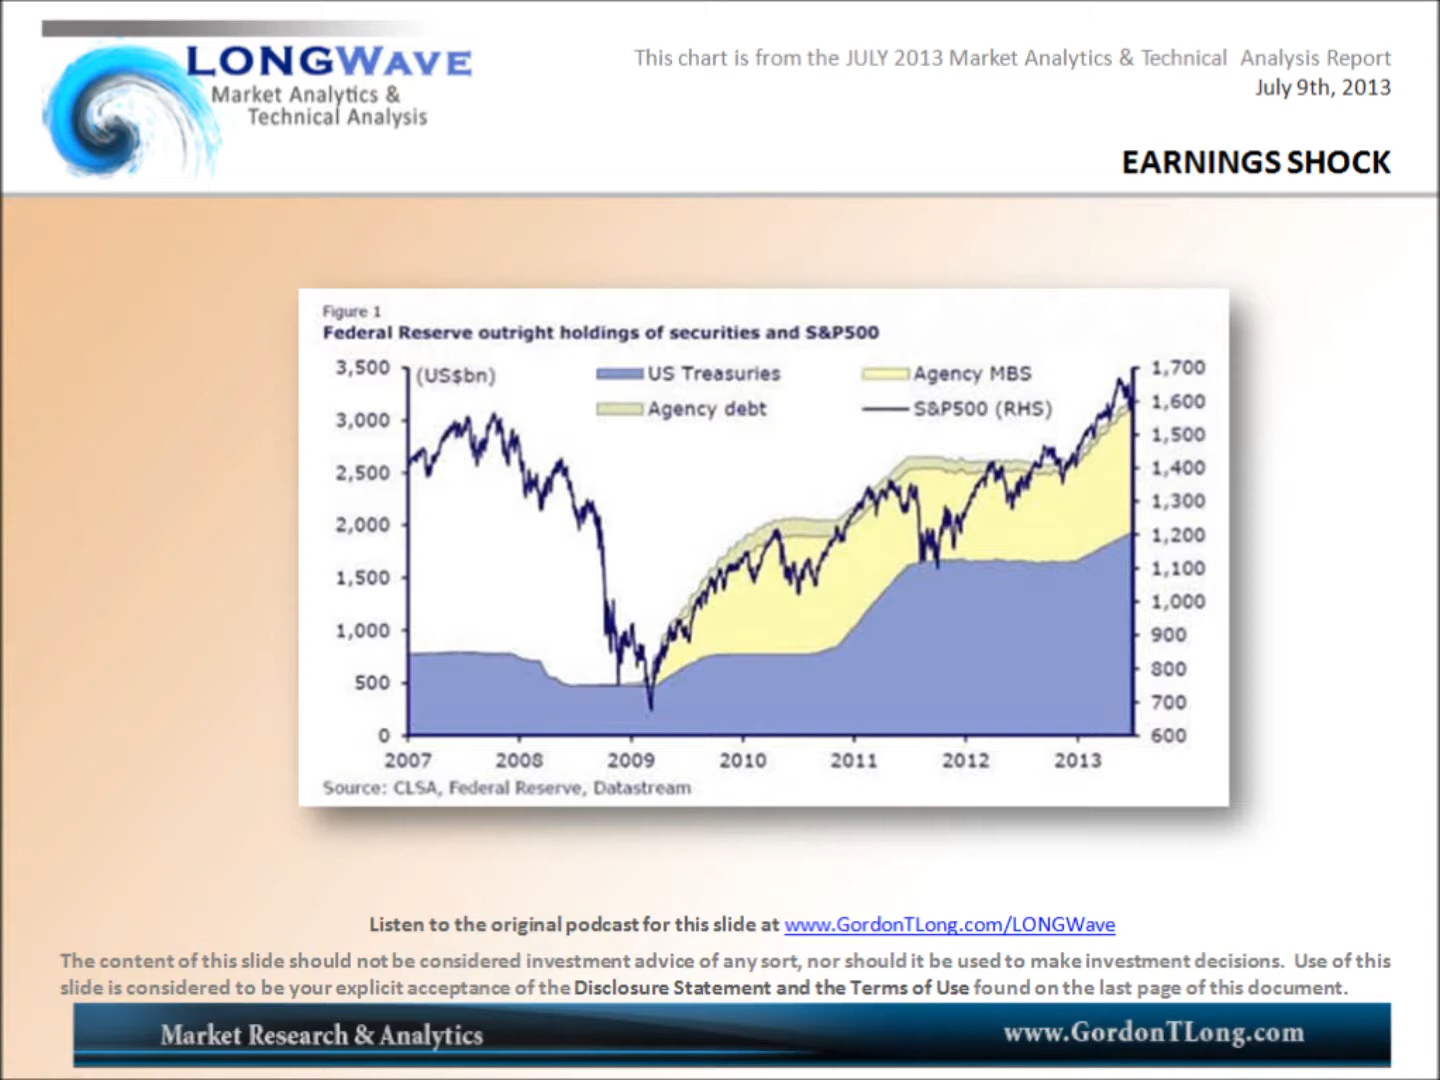 LONGWAVE
Market Analytics &
Technical Analysis
This chart is from the JULY 2013 Market Analytics & Technical Analysis Report
July 9th, 2013
EARNINGS SHOCK
Figure 1
Federal Reserve outright holdings of securities and S&P500
3,500 (US$bn) US Treasuries Agency MBS 1,700
Agency debt S&P500 (RHS) 1,600
3,000
1,500
2,500 1,400
1,300
2,000 1,200
1,500 1,100
1,000
1,000 900
800
500 700
0 600
2007 2008 2009 2010 2011 2012 2013
Source: CLSA, Federal Reserve, Datastream
Listen to the original podcast for this slide at www.GordonTLong.com/LONGWave
The content of this slide should not be considered investment advice of any sort, nor should it be used to make investment decisions. Use of this
slide is considered to be your explicit acceptance of the Disclosure Statement and the Terms of Use found on the last page of this document.
Market Research & Analytics www.GordonTLong.com